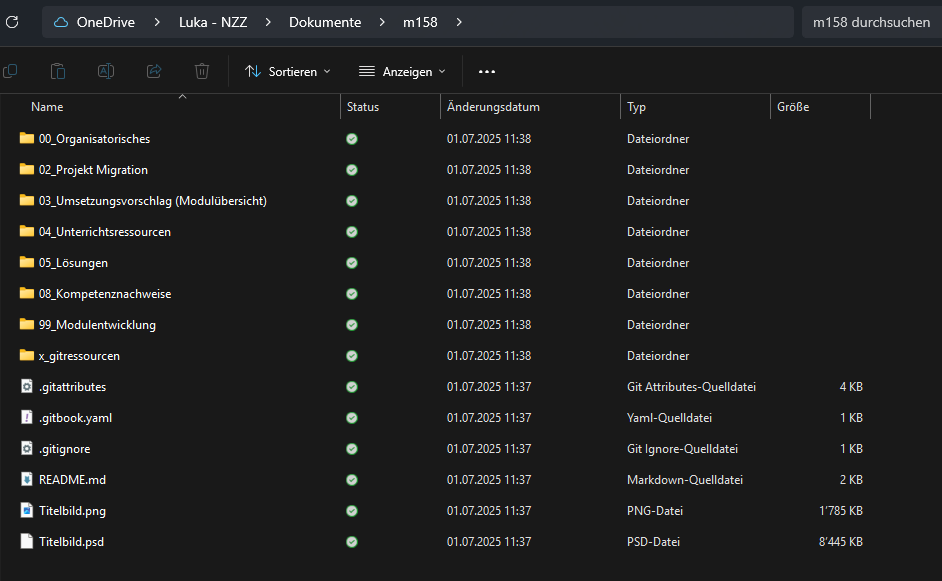 OneDrive > Luka - NZZ > Dokumente > m158 > m158 durchsuchen
Sortieren Anzeigen ...
Name Status Änderungsdatum Typ Größe
00_Organisatorisches 01.07.2025 11:38 Dateiordner
02_Projekt Migration 01.07.2025 11:38 Dateiordner
03_Umsetzungsvorschlag (Modulübersicht) 01.07.2025 11:38 Dateiordner
04_Unterrichtsressourcen 01.07.2025 11:38 Dateiordner
05_Lösungen 01.07.2025 11:38 Dateiordner
08_Kompetenznachweise 01.07.2025 11:38 Dateiordner
99_Modulentwicklung 01.07.2025 11:38 Dateiordner
x_gitressourcen 01.07.2025 11:38 Dateiordner
.gitattributes 01.07.2025 11:37 Git Attributes-Quelldatei 4 KB
.gitbook.yaml 01.07.2025 11:37 Yaml-Quelldatei 1 KB
.gitignore 01.07.2025 11:37 Git Ignore-Quelldatei 1 KB
README.md 01.07.2025 11:37 Markdown-Quelldatei 2 KB
Titelbild.png 01.07.2025 11:37 PNG-Datei 1'785 KB
Titelbild.psd 01.07.2025 11:37 PSD-Datei 8'445 KB